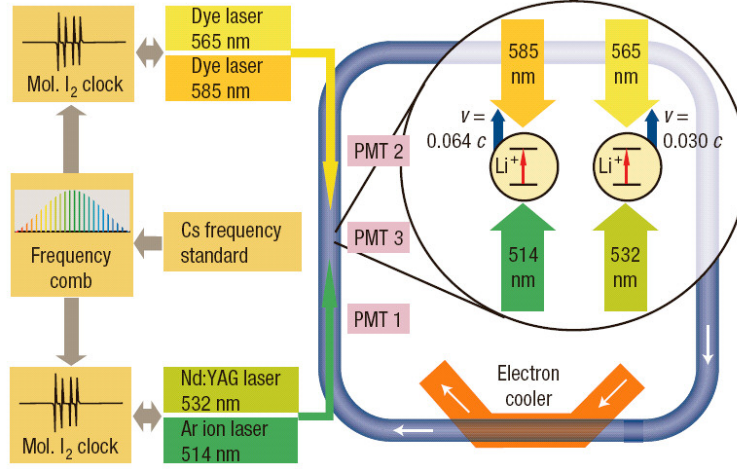 Dye laser
565 nm
Dye laser
585 nm
Mol. I₂ clock
Frequency
comb
Cs frequency
standard
Mol. I₂ clock
Nd:YAG laser
532 nm
Ar ion laser
514 nm
PMT 2
PMT 3
PMT 1
585
nm
565
nm
v =
0.064 c
v =
0.030 c
Li⁺
Li⁺
514
nm
532
nm
Electron
cooler